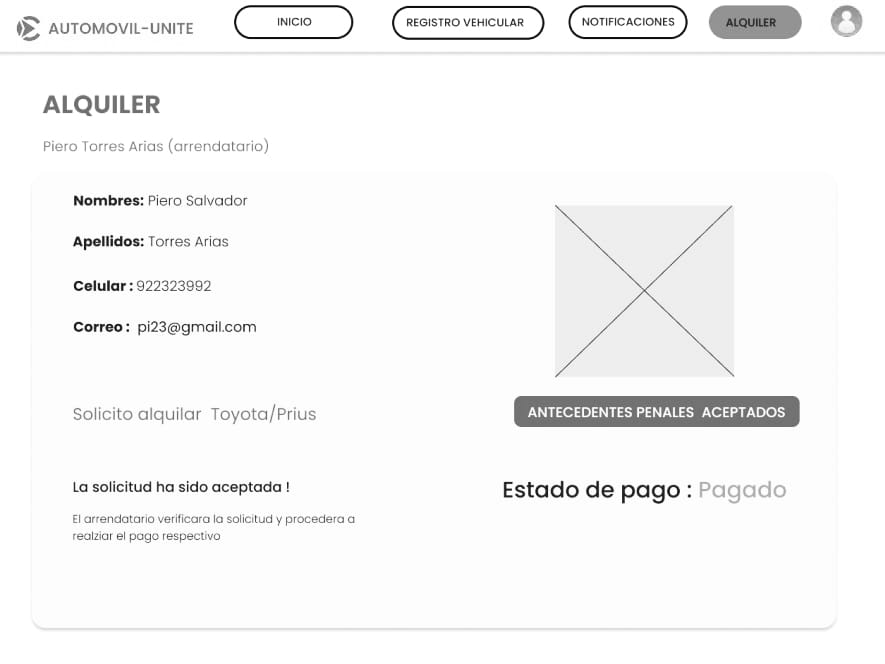 AUTOMOVIL-UNITE
INICIO
REGISTRO VEHICULAR
NOTIFICACIONES
ALQUILER
ALQUILER
Piero Torres Arias (arrendatario)
Nombres: Piero Salvador
Apellidos: Torres Arias
Celular : 922323992
Correo : pi23@gmail.com
Solicito alquilar Toyota/Prius
ANTECEDENTES PENALES ACEPTADOS
La solicitud ha sido aceptada !
Estado de pago : Pagado
El arrendatario verificara la solicitud y procedera a
realziar el pago respectivo